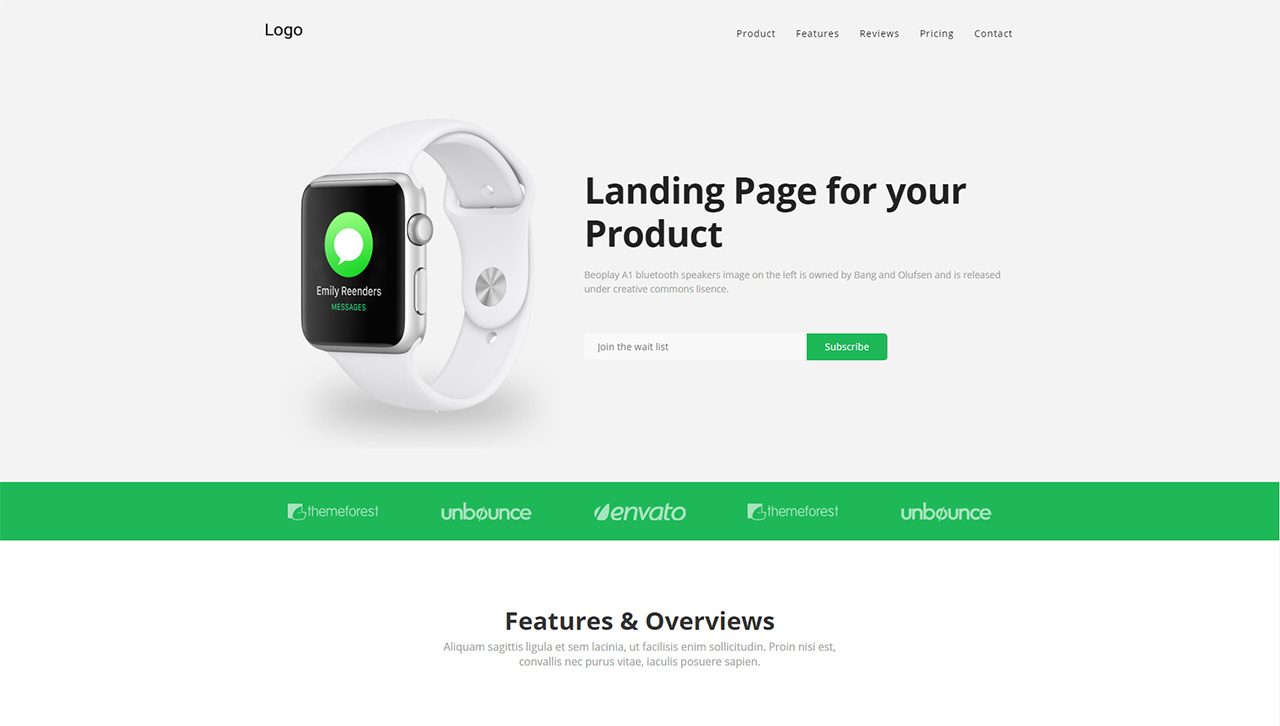 Logo
Product Features Reviews Pricing Contact
Landing Page for your
Product
Beoplay A1 bluetooth speakers image on the left is owned by Bang and Olufsen and is released
under creative commons lisence.
Join the wait list Subscribe
Emily Reenders
MESSAGES
themeforest unbounce envato themeforest unbounce
Features & Overviews
Aliquam sagittis ligula et sem lacinia, ut facilisis enim sollicitudin. Proin nisi est,
convallis nec purus vitae, iaculis posuere sapien.